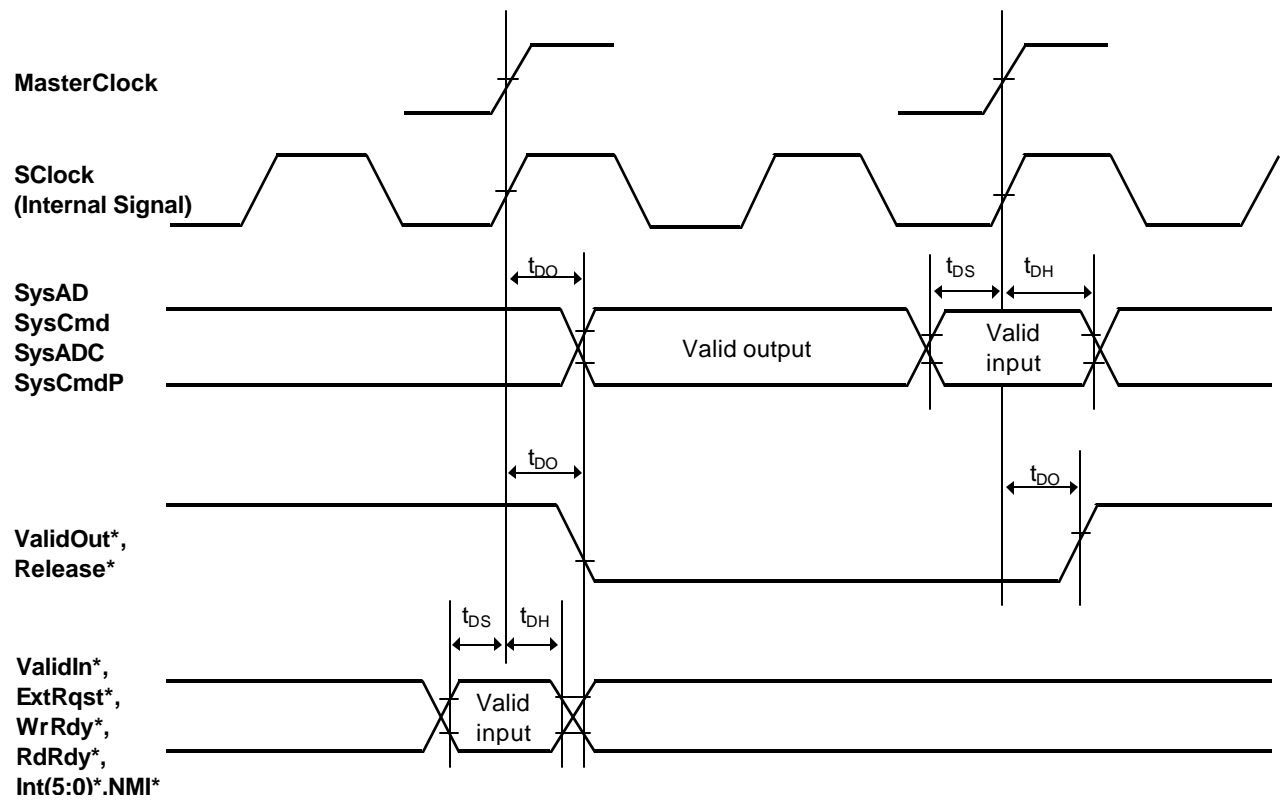 MasterClock
SClock
(Internal Signal)
tDO
tDS
tDH
SysAD
SysCmd
SysADC
SysCmdP
Valid output
Valid
input
tDO
tDO
ValidOut*,
Release*
tDS
tDH
ValidIn*,
ExtRqst*,
WrRdy*,
RdRdy*,
Int(5:0)*,NMI*
Valid
input